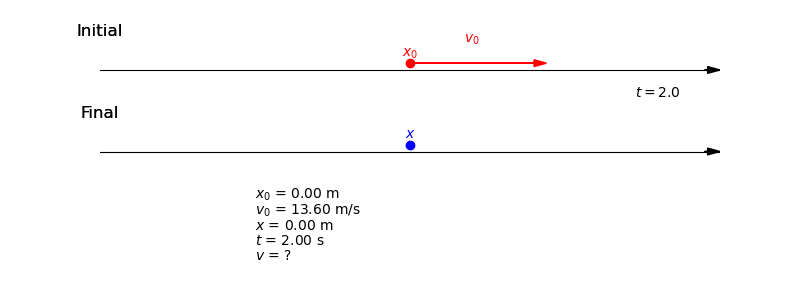 Initial
v₀
x₀
t = 2.0
Final
x
x₀ = 0.00 m
v₀ = 13.60 m/s
x = 0.00 m
t = 2.00 s
v = ?